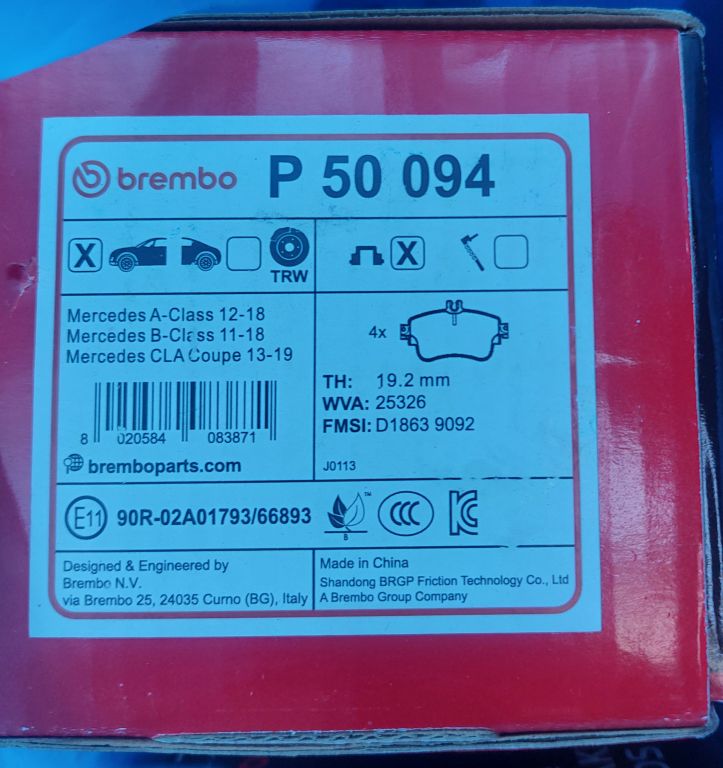 brembo P 50 094
X
TRW
X
Mercedes A-Class 12-18
Mercedes B-Class 11-18
Mercedes CLA Coupe 13-19
8 020584 083871
bremboparts.com
4x
TH: 19.2 mm
WVA: 25326
FMSI: D1863 9092
J0113
E11 90R-02A01793/66893
TM
B
CCC
KC
Designed & Engineered by
Brembo N.V.
via Brembo 25, 24035 Curno (BG), Italy
Made in China
Shandong BRGP Friction Technology Co., Ltd
A Brembo Group Company